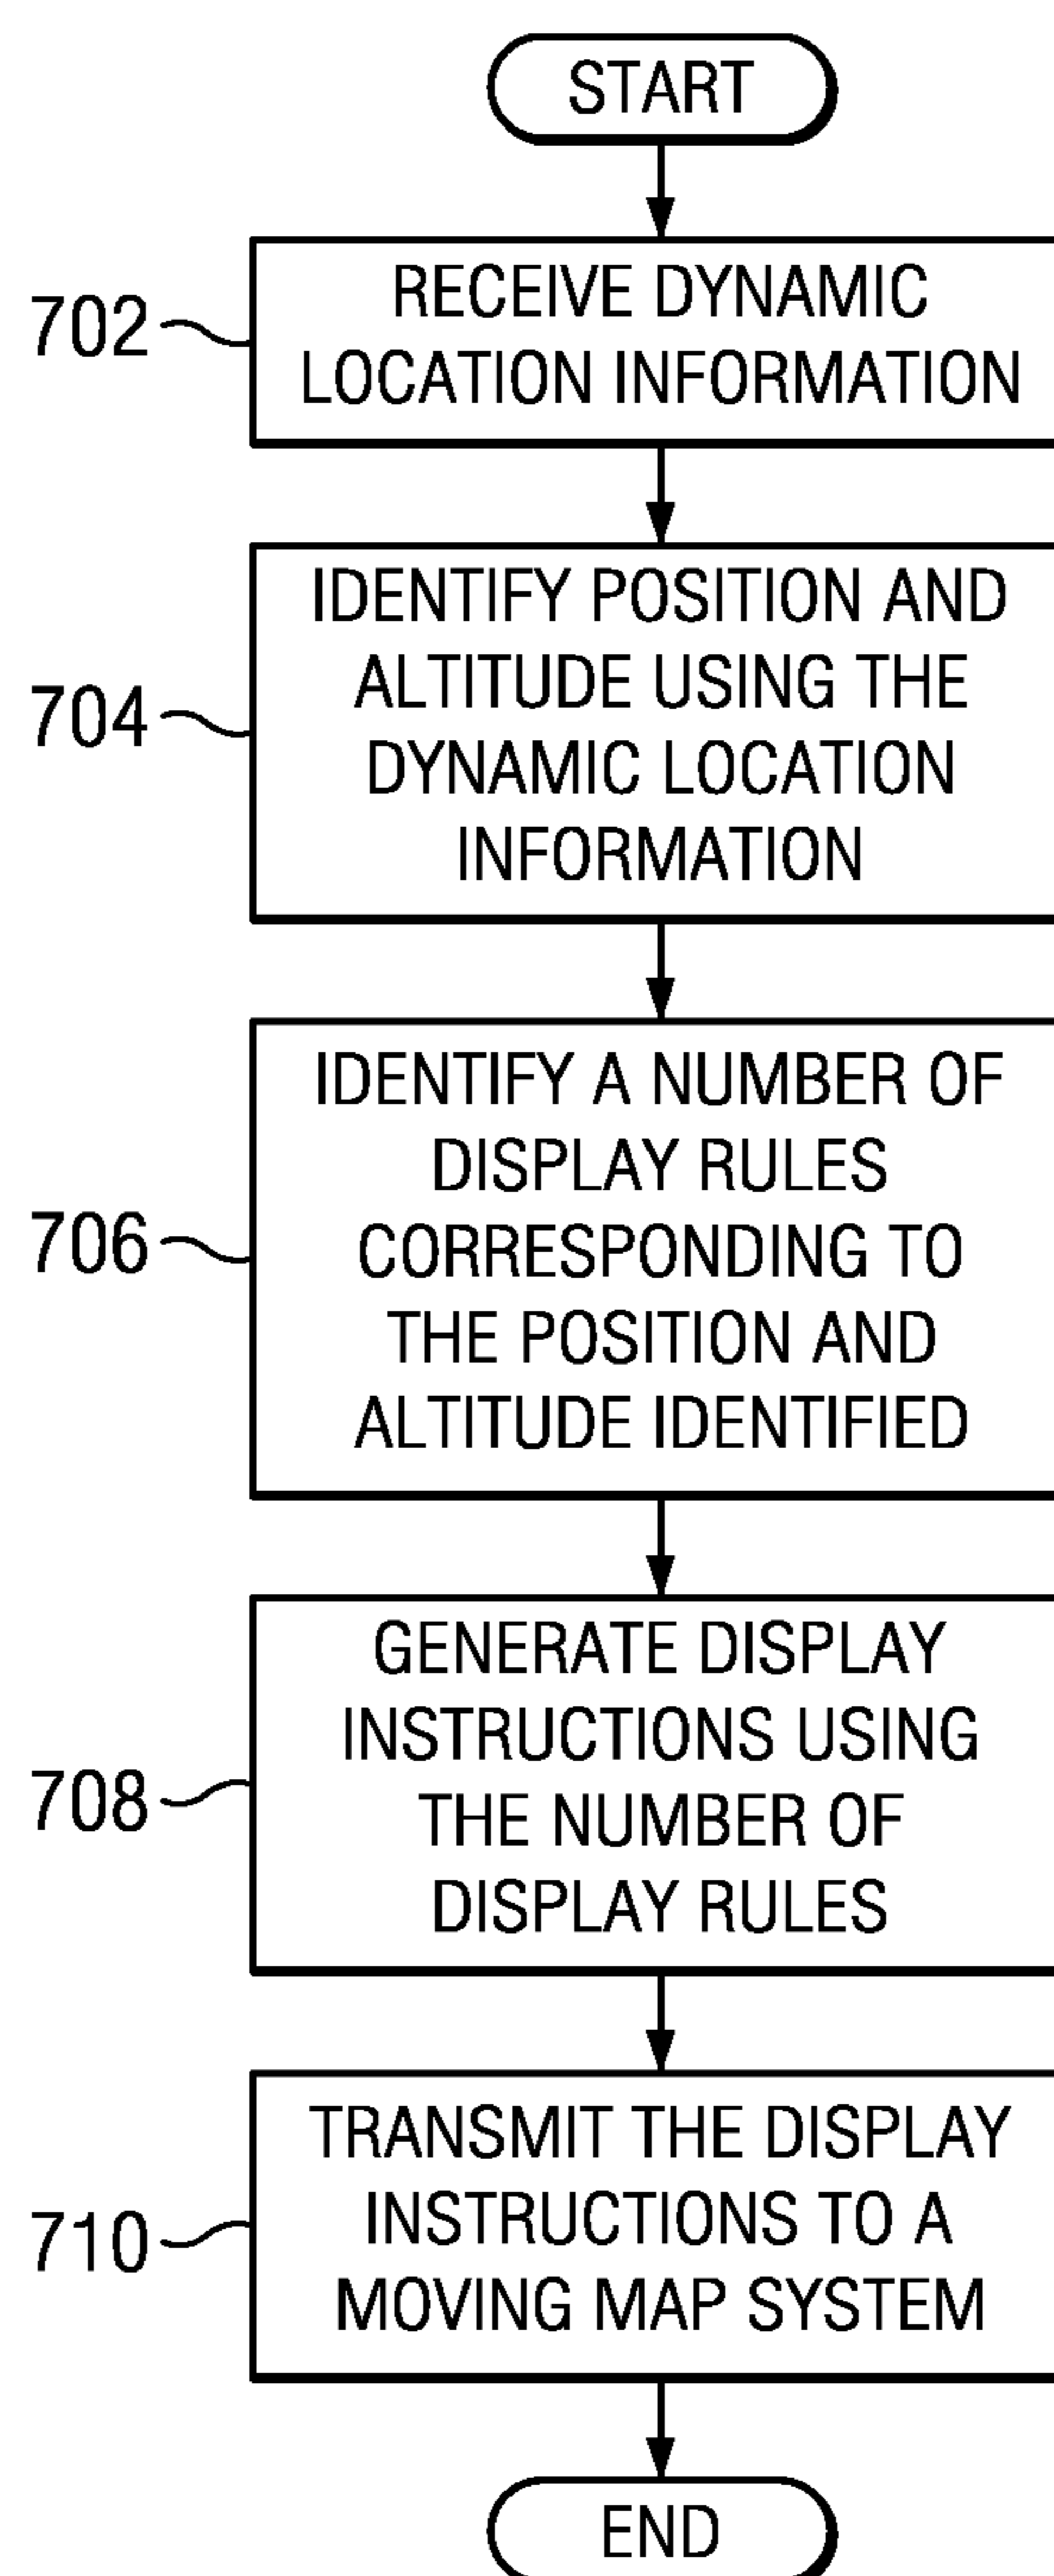 START
702
RECEIVE DYNAMIC
LOCATION INFORMATION
704
IDENTIFY POSITION AND
ALTITUDE USING THE
DYNAMIC LOCATION
INFORMATION
706
IDENTIFY A NUMBER OF
DISPLAY RULES
CORRESPONDING TO
THE POSITION AND
ALTITUDE IDENTIFIED
708
GENERATE DISPLAY
INSTRUCTIONS USING
THE NUMBER OF
DISPLAY RULES
710
TRANSMIT THE DISPLAY
INSTRUCTIONS TO A
MOVING MAP SYSTEM
END